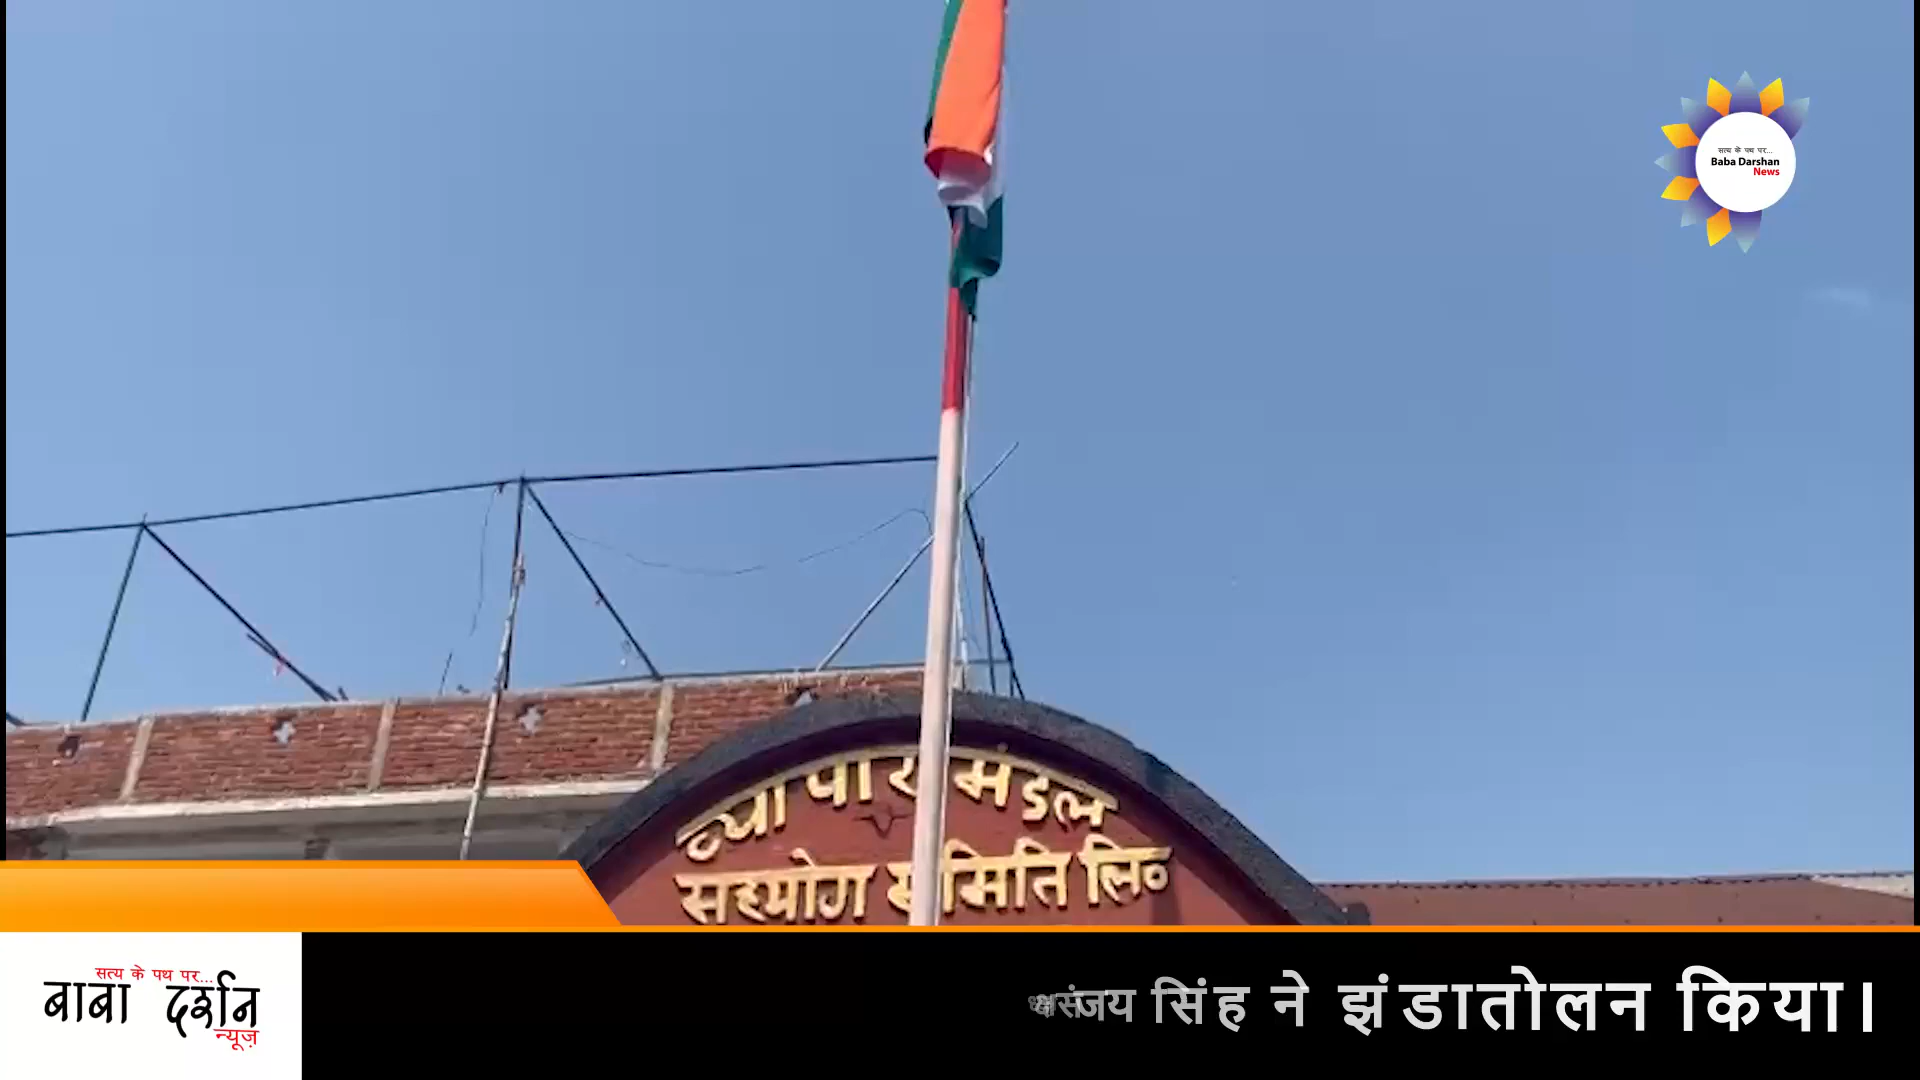 सत्य के पथ पर...
Baba Darshan
News
व्यापार मंडल
सहयोग समिति लि०
सत्य के पथ पर...
बाबा दर्शन
न्यूज़
संजय सिंह ने झंडातोलन किया।